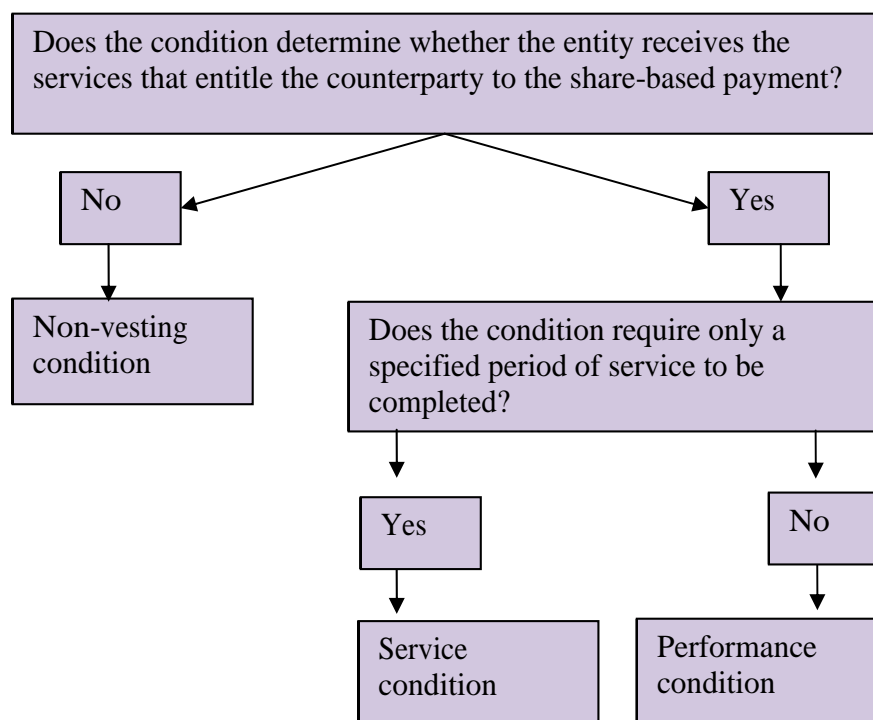 Does the condition determine whether the entity receives the
services that entitle the counterparty to the share-based payment?
No
Yes
Non-vesting
condition
Does the condition require only a
specified period of service to be
completed?
Yes
No
Service
condition
Performance
condition